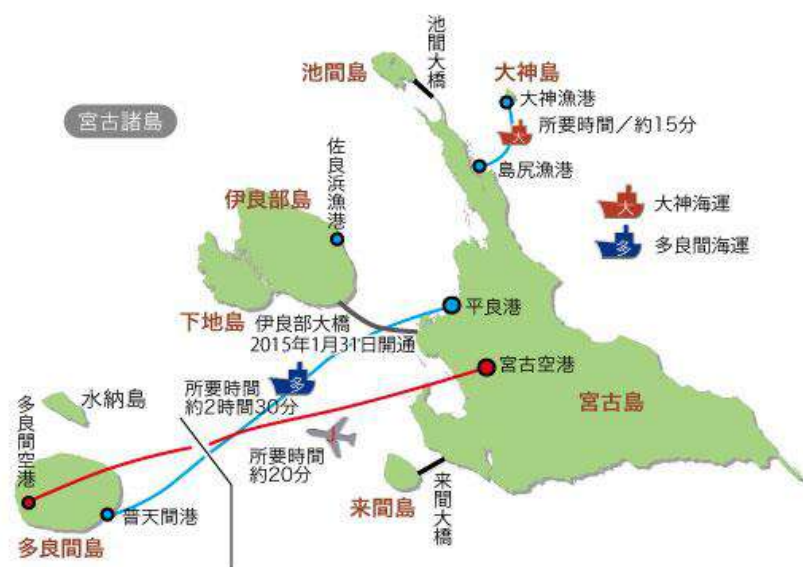 池間大橋
池間島
大神島
大神漁港
所要時間／約15分
宮古諸島
島尻漁港
佐良浜漁港
伊良部島
大
大神海運
多
多良間海運
平良港
下地島
伊良部大橋
2015年1月31日開通
宮古空港
多
所要時間
約2時間30分
水納島
多良間空港
宮古島
所要時間
約20分
来間島
来間大橋
普天間港
多良間島
大